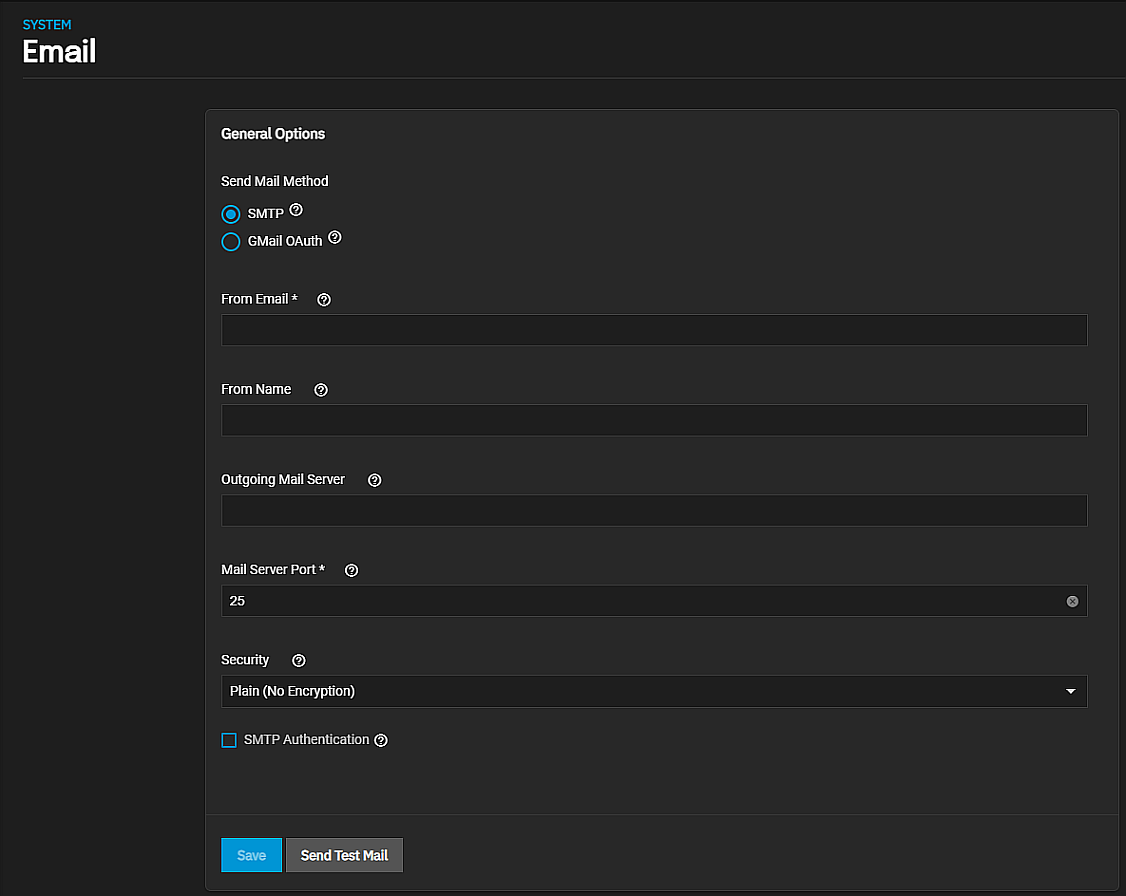 SYSTEM
Email
General Options
Send Mail Method
SMTP
GMail OAuth
From Email *
From Name
Outgoing Mail Server
Mail Server Port *
25
Security
Plain (No Encryption)
SMTP Authentication
Save
Send Test Mail